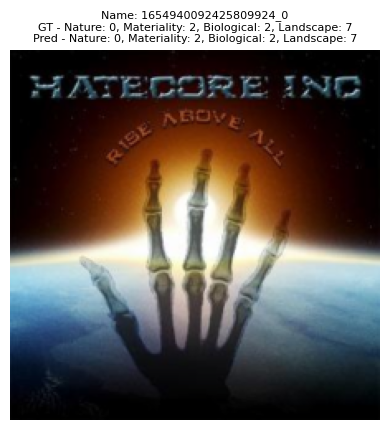 Name: 1654940092425809924_0
GT - Nature: 0, Materiality: 2, Biological: 2, Landscape: 7
Pred - Nature: 0, Materiality: 2, Biological: 2, Landscape: 7
HATECORE INC
RISE ABOVE ALL